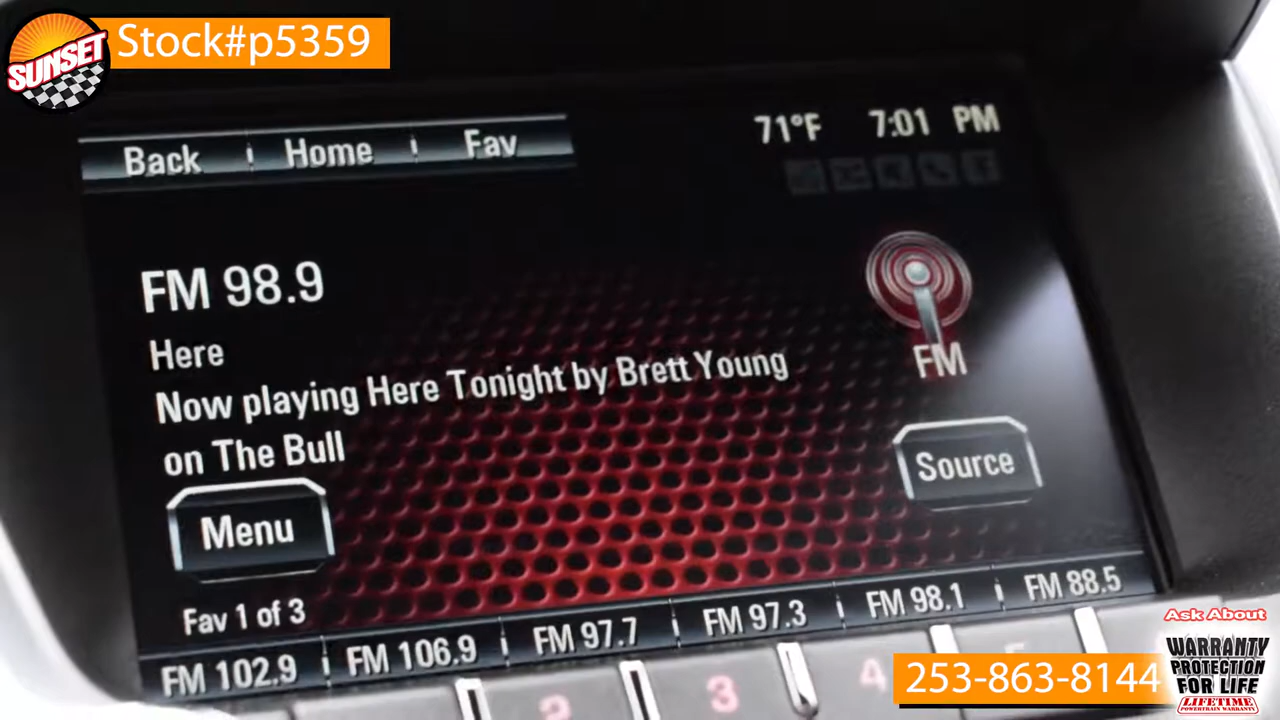 SUNSET
Stock#p5359
Back Home Fav
71°F 7:01 PM
FM 98.9
Here
Now playing Here Tonight by Brett Young
on The Bull
FM
Source
Menu
Fav 1 of 3
FM 102.9 FM 106.9 FM 97.7 FM 97.3 FM 98.1 FM 88.5
3 4
253-863-8144
Ask About
WARRANTY
PROTECTION
FOR LIFE
LIFETIME
POWERTRAIN WARRANTY